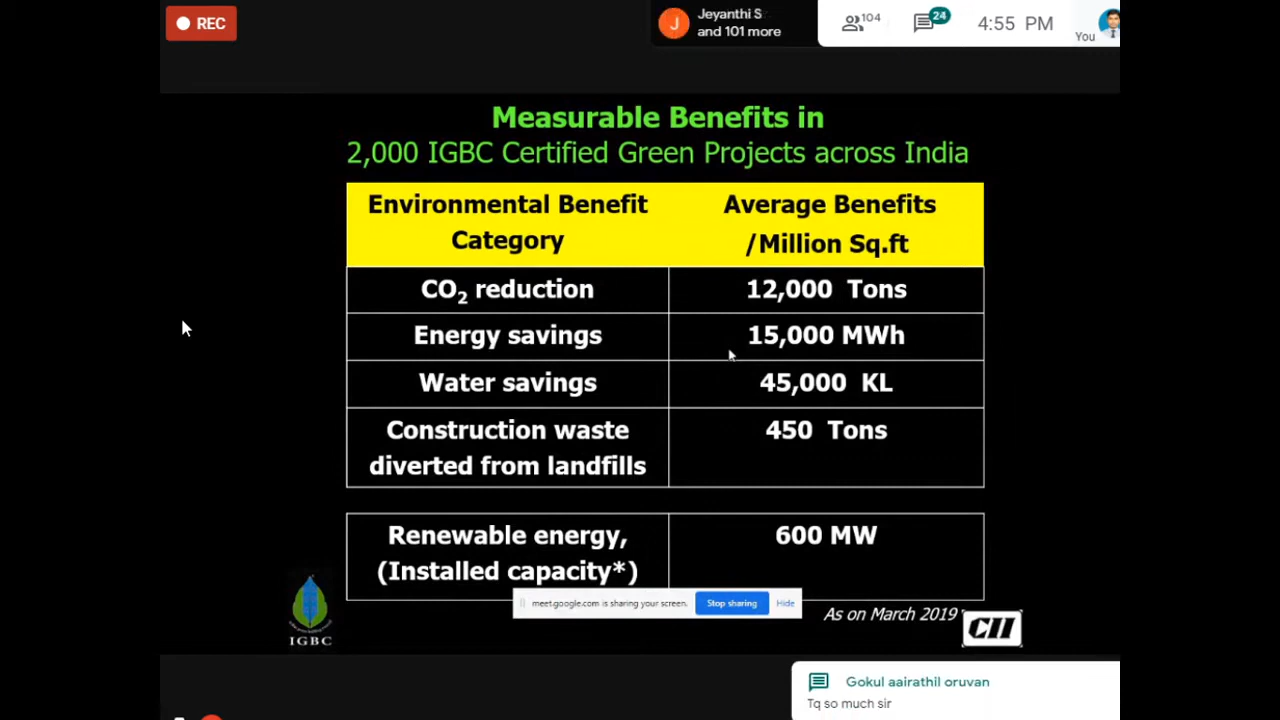 REC
Jeyanthi S
and 101 more
104
24
4:55 PM
You
Measurable Benefits in
2,000 IGBC Certified Green Projects across India
Environmental Benefit Category
Average Benefits /Million Sq.ft
CO₂ reduction
12,000 Tons
Energy savings
15,000 MWh
Water savings
45,000 KL
Construction waste diverted from landfills
450 Tons
Renewable energy, (Installed capacity*)
600 MW
meet.google.com is sharing your screen.
Stop sharing
Hide
As on March 2019
IGBC
CII
Gokul aairathil oruvan
Tq so much sir